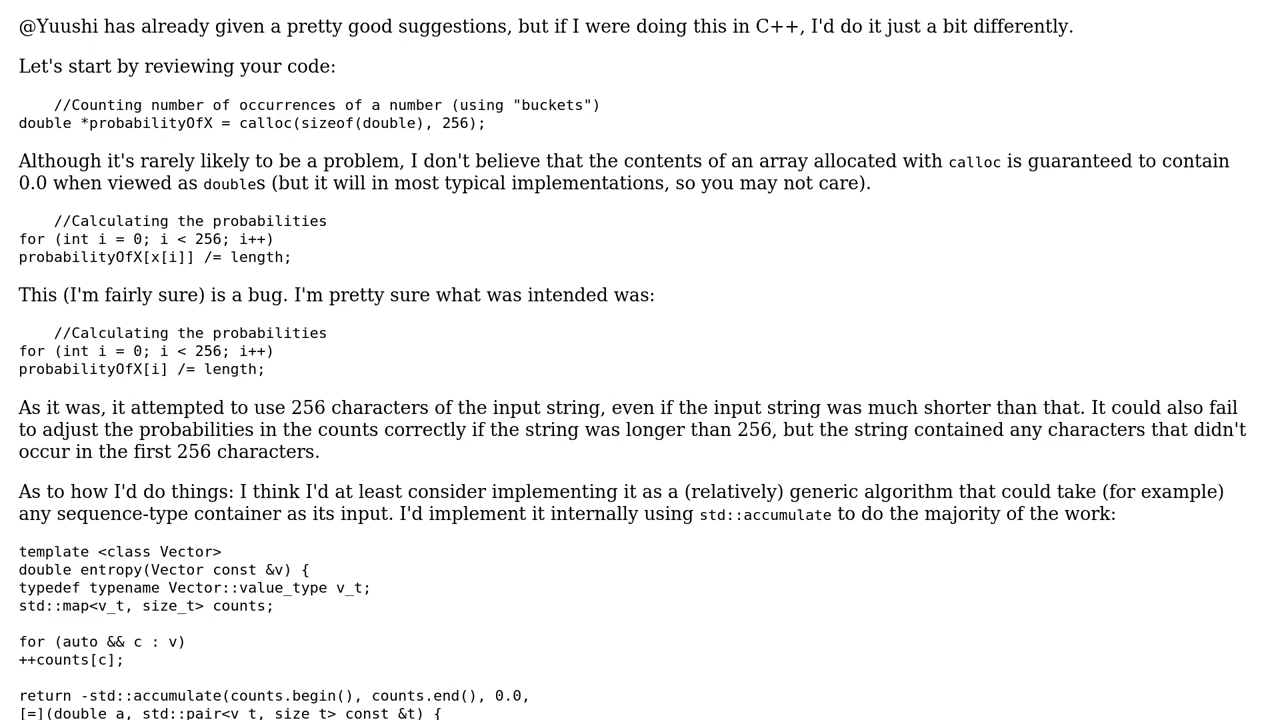 @Yuushi has already given a pretty good suggestions, but if I were doing this in C++, I'd do it just a bit differently.
Let's start by reviewing your code:
//Counting number of occurrences of a number (using "buckets")
double *probabilityOfX = calloc(sizeof(double), 256);
Although it's rarely likely to be a problem, I don't believe that the contents of an array allocated with calloc is guaranteed to contain
0.0 when viewed as doubles (but it will in most typical implementations, so you may not care).
//Calculating the probabilities
for (int i = 0; i < 256; i++)
probabilityOfX[x[i]] /= length;
This (I'm fairly sure) is a bug. I'm pretty sure what was intended was:
//Calculating the probabilities
for (int i = 0; i < 256; i++)
probabilityOfX[i] /= length;
As it was, it attempted to use 256 characters of the input string, even if the input string was much shorter than that. It could also fail
to adjust the probabilities in the counts correctly if the string was longer than 256, but the string contained any characters that didn't
occur in the first 256 characters.
As to how I'd do things: I think I'd at least consider implementing it as a (relatively) generic algorithm that could take (for example)
any sequence-type container as its input. I'd implement it internally using std::accumulate to do the majority of the work:
template <class Vector>
double entropy(Vector const &v) {
typedef typename Vector::value_type v_t;
std::map<v_t, size_t> counts;
for (auto && c : v)
++counts[c];
return -std::accumulate(counts.begin(), counts.end(), 0.0,
[=](double a, std::pair<v_t, size_t> const &t) {